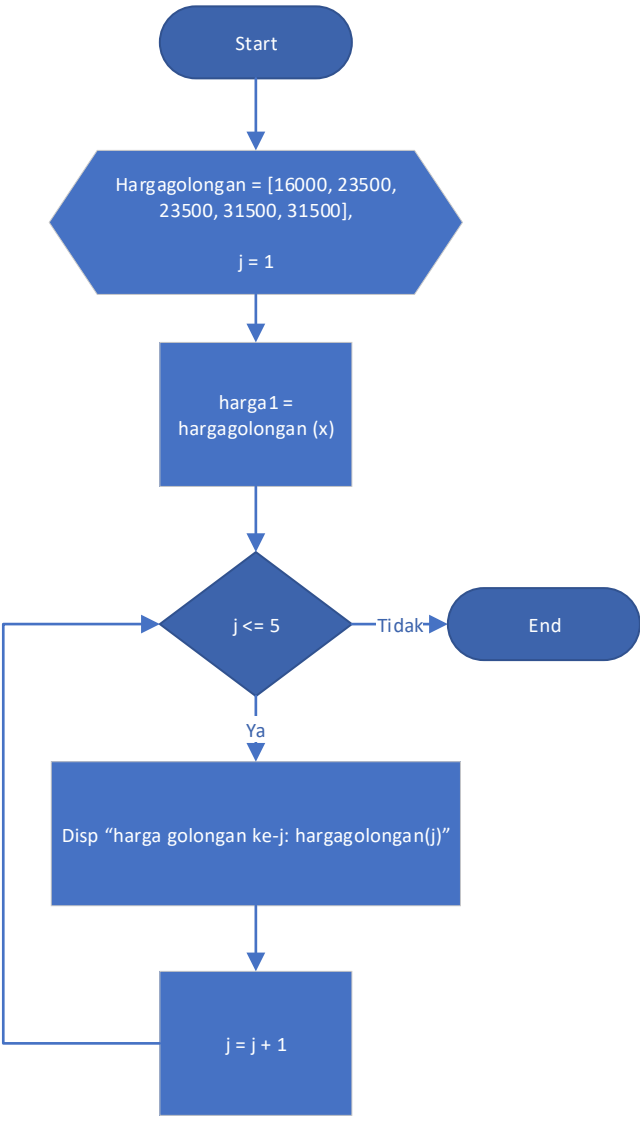 Start
Hargagolongan = [16000, 23500,
23500, 31500, 31500],
j = 1
harga1 =
hargagolongan (x)
j <= 5
Tidak
End
Ya
Disp “harga golongan ke-j: hargagolongan(j)”
j = j + 1